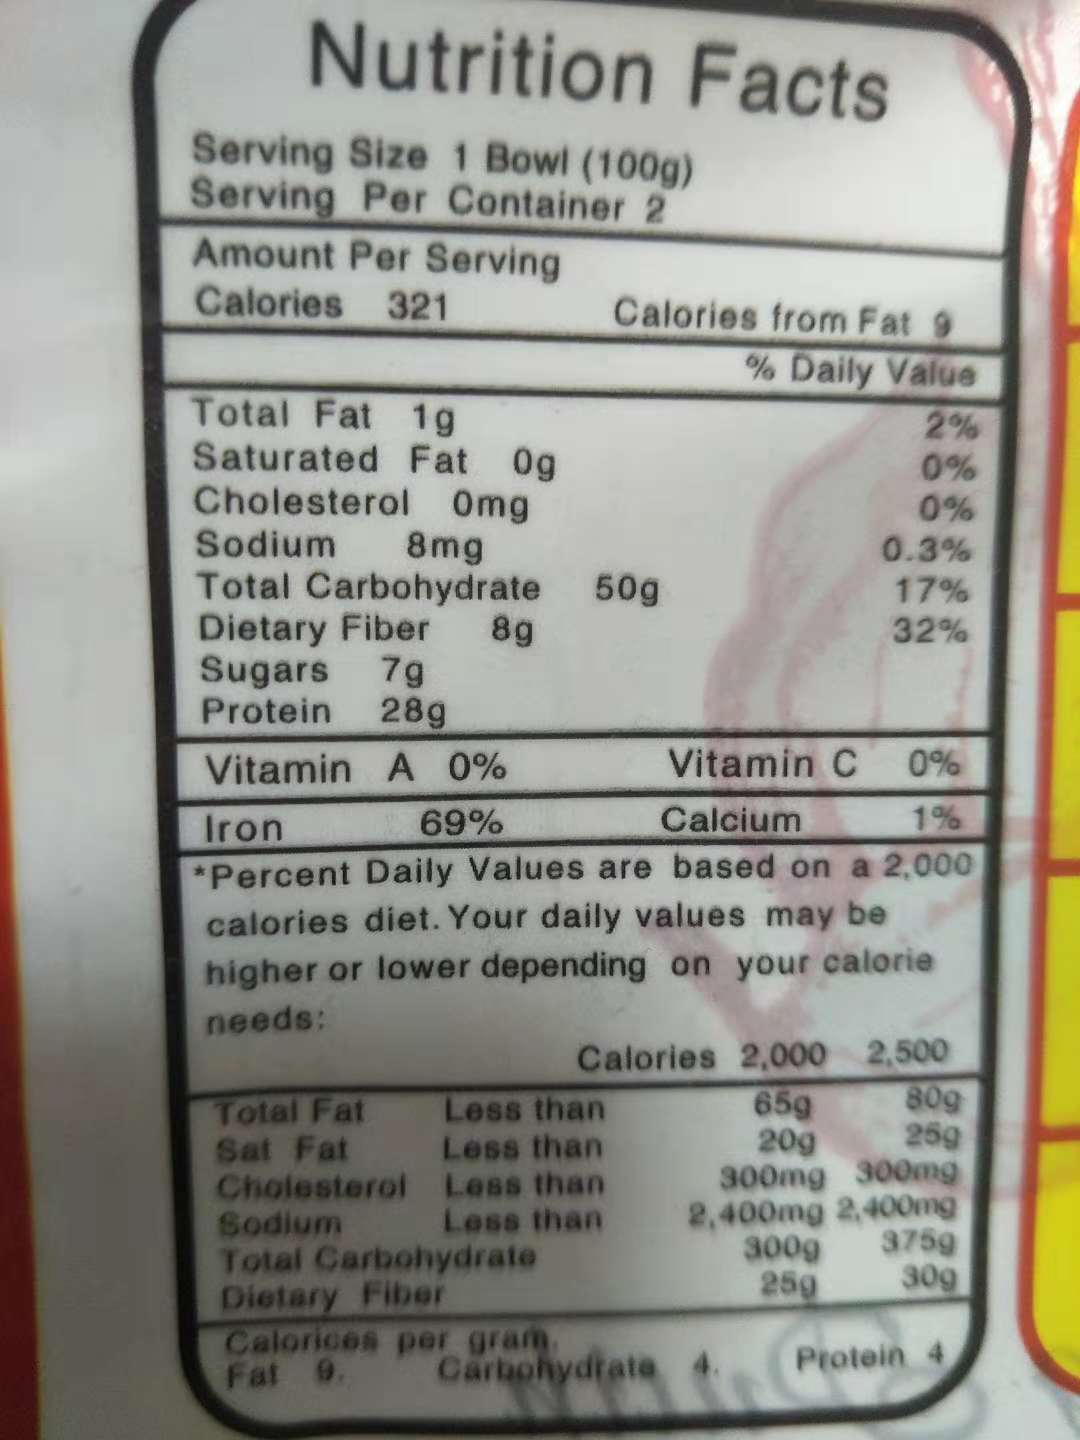 Nutrition Facts
Serving Size 1 Bowl (100g)
Serving Per Container 2
Amount Per Serving
Calories 321 Calories from Fat 9
% Daily Value
Total Fat 1g 2%
Saturated Fat 0g 0%
Cholesterol 0mg 0%
Sodium 8mg 0.3%
Total Carbohydrate 50g 17%
Dietary Fiber 8g 32%
Sugars 7g
Protein 28g
Vitamin A 0% Vitamin C 0%
Iron 69% Calcium 1%
*Percent Daily Values are based on a 2,000
calories diet. Your daily values may be
higher or lower depending on your calorie
needs:
Calories 2,000 2,500
Total Fat Less than 65g 80g
Sat Fat Less than 20g 25g
Cholesterol Less than 300mg 300mg
Sodium Less than 2,400mg 2,400mg
Total Carbohydrate 300g 375g
Dietary Fiber 25g 30g
Calorices per gram.
Fat 9. Carbohydrate 4. Protein 4